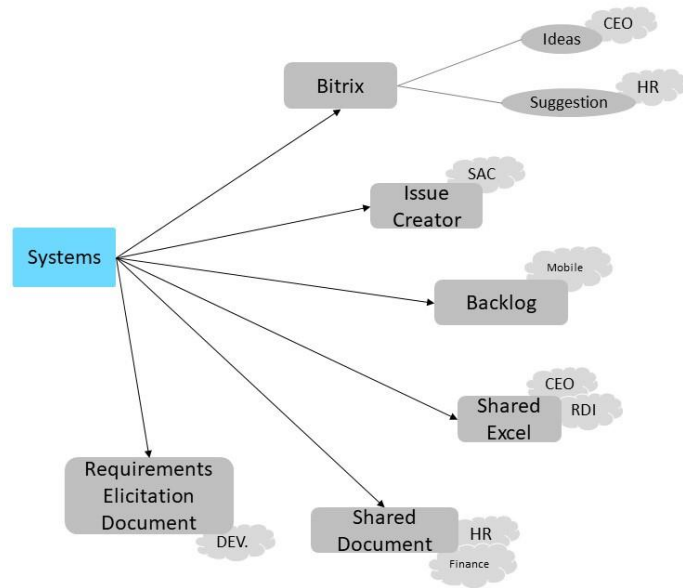 Ideas
CEO
Bitrix
Suggestion
HR
SAC
Issue
Creator
Systems
Mobile
Backlog
CEO
Shared
Excel
RDI
Requirements
Elicitation
Document
DEV.
Shared
Document
HR
Finance